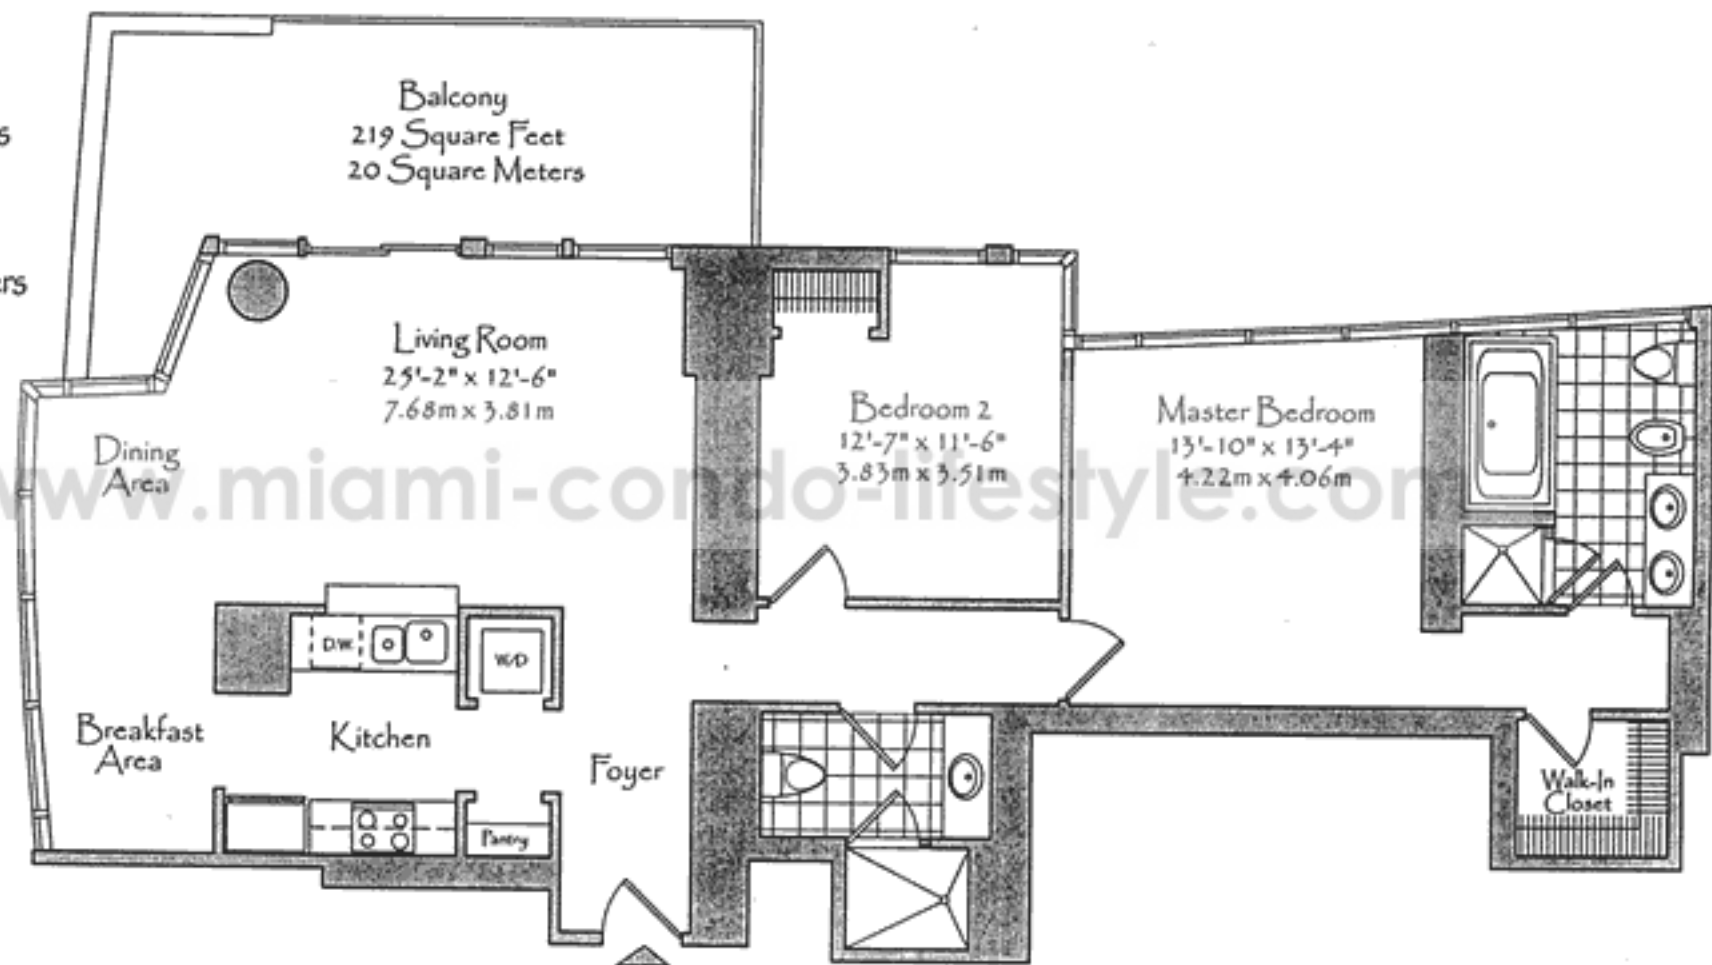 Balcony
219 Square Feet
20 Square Meters
s
ers
Living Room
25'-2" x 12'-6"
7.68m x 3.81m
Dining
Area
Bedroom 2
12'-7" x 11'-6"
3.83m x 3.51m
Master Bedroom
13'-10" x 13'-4"
4.22m x 4.06m
www.miami-condo-lifestyle.com
D.W.
W/D
Breakfast
Area
Kitchen
Foyer
Pantry
Walk-In
Closet